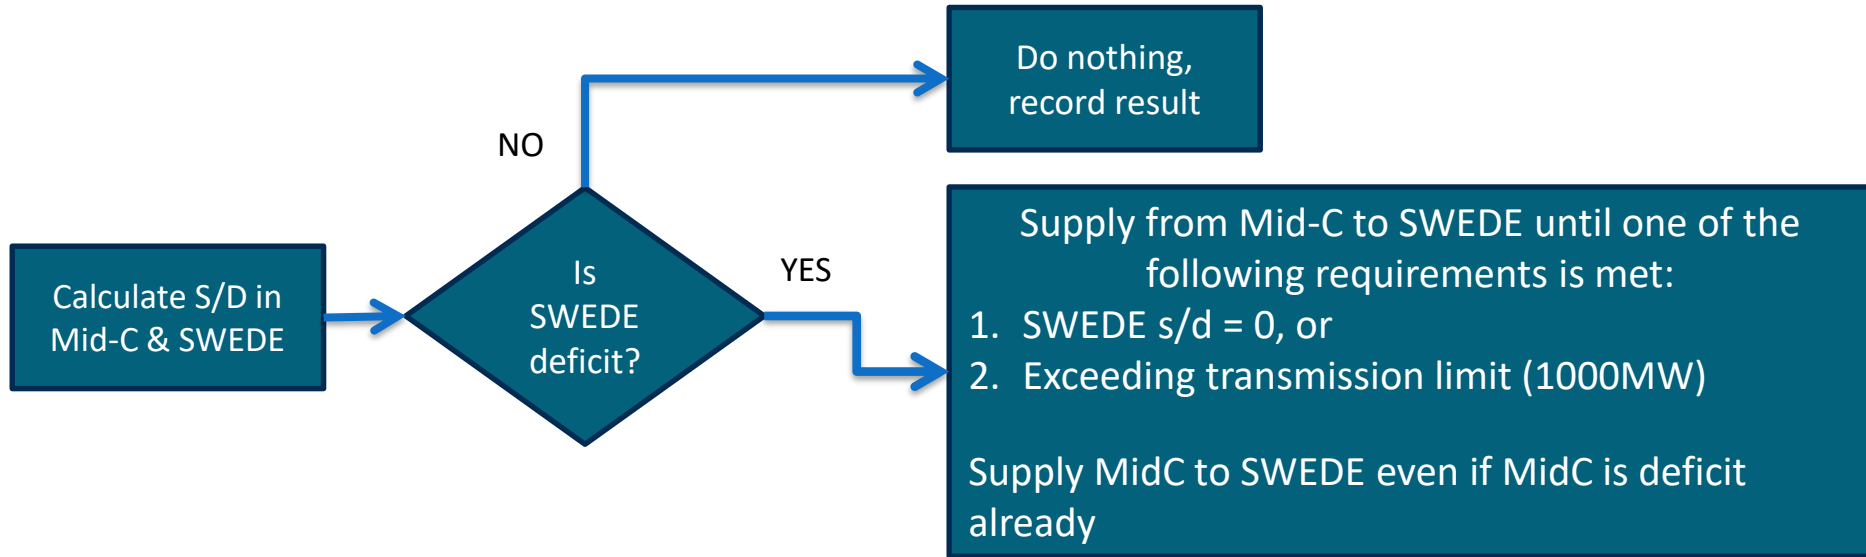 Calculate S/D in
Mid-C & SWEDE
Is
SWEDE
deficit?
NO
Do nothing,
record result
YES
Supply from Mid-C to SWEDE until one of the
following requirements is met:
1. SWEDE s/d = 0, or
2. Exceeding transmission limit (1000MW)
Supply MidC to SWEDE even if MidC is deficit
already